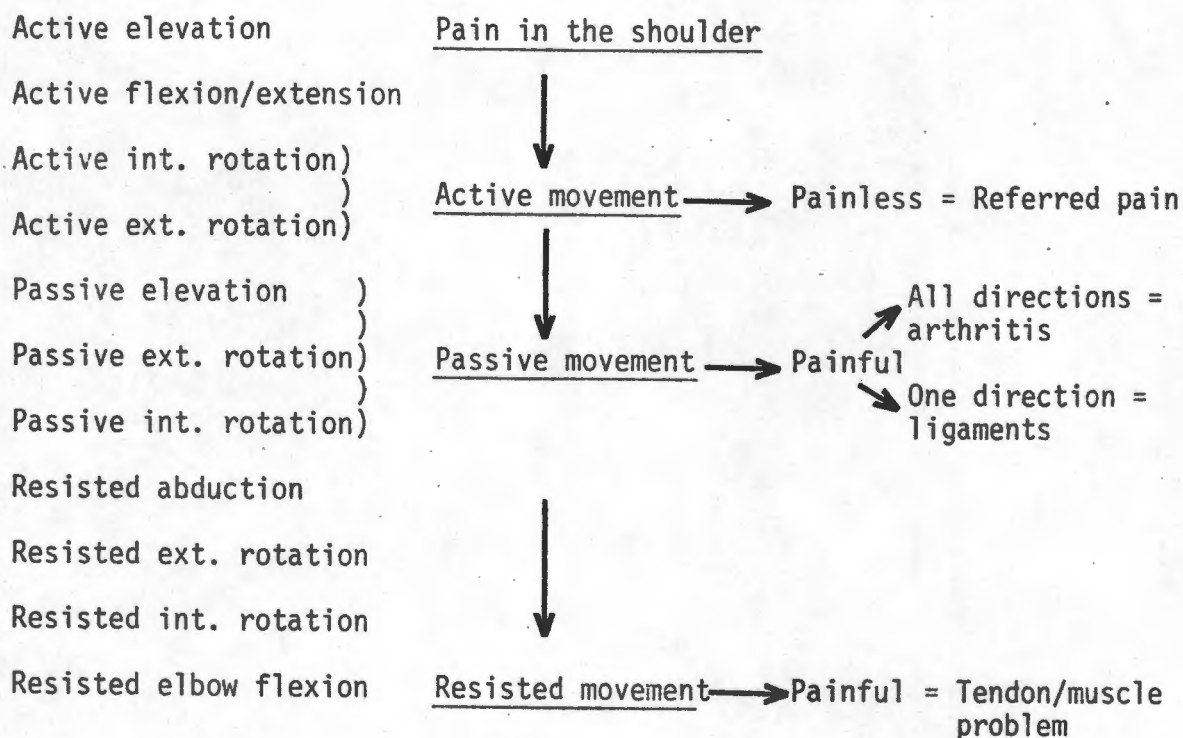 Active elevation
Pain in the shoulder
Active flexion/extension
Active int. rotation)
)
Active ext. rotation)
Active movement
Painless = Referred pain
Passive elevation )
)
Passive ext. rotation)
)
Passive int. rotation)
Passive movement
Painful
All directions =
arthritis
One direction =
ligaments
Resisted abduction
Resisted ext. rotation
Resisted int. rotation
Resisted elbow flexion
Resisted movement
Painful = Tendon/muscle
problem